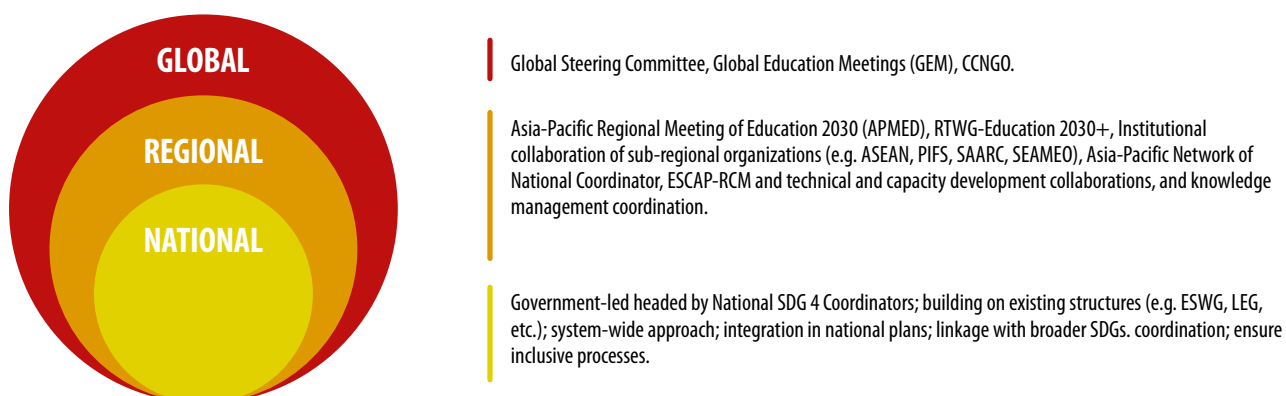 GLOBAL
REGIONAL
NATIONAL
Global Steering Committee, Global Education Meetings (GEM), CCNGO.
Asia-Pacific Regional Meeting of Education 2030 (APMED), RTWG-Education 2030+, Institutional
collaboration of sub-regional organizations (e.g. ASEAN, PIFS, SAARC, SEAMEO), Asia-Pacific Network of
National Coordinator, ESCAP-RCM and technical and capacity development collaborations, and knowledge
management coordination.
Government-led headed by National SDG 4 Coordinators; building on existing structures (e.g. ESWG, LEG,
etc.); system-wide approach; integration in national plans; linkage with broader SDGs. coordination; ensure
inclusive processes.